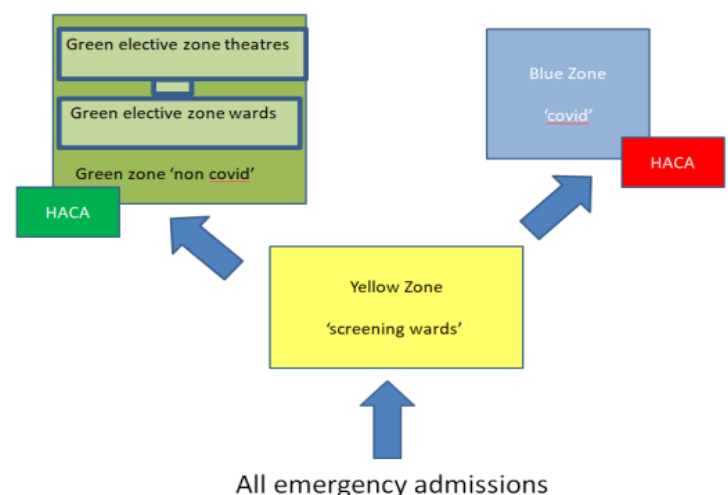 Green elective zone theatres
Green elective zone wards
Green zone ‘non covid’
HACA
Blue Zone
‘covid’
HACA
Yellow Zone
‘screening wards’
All emergency admissions